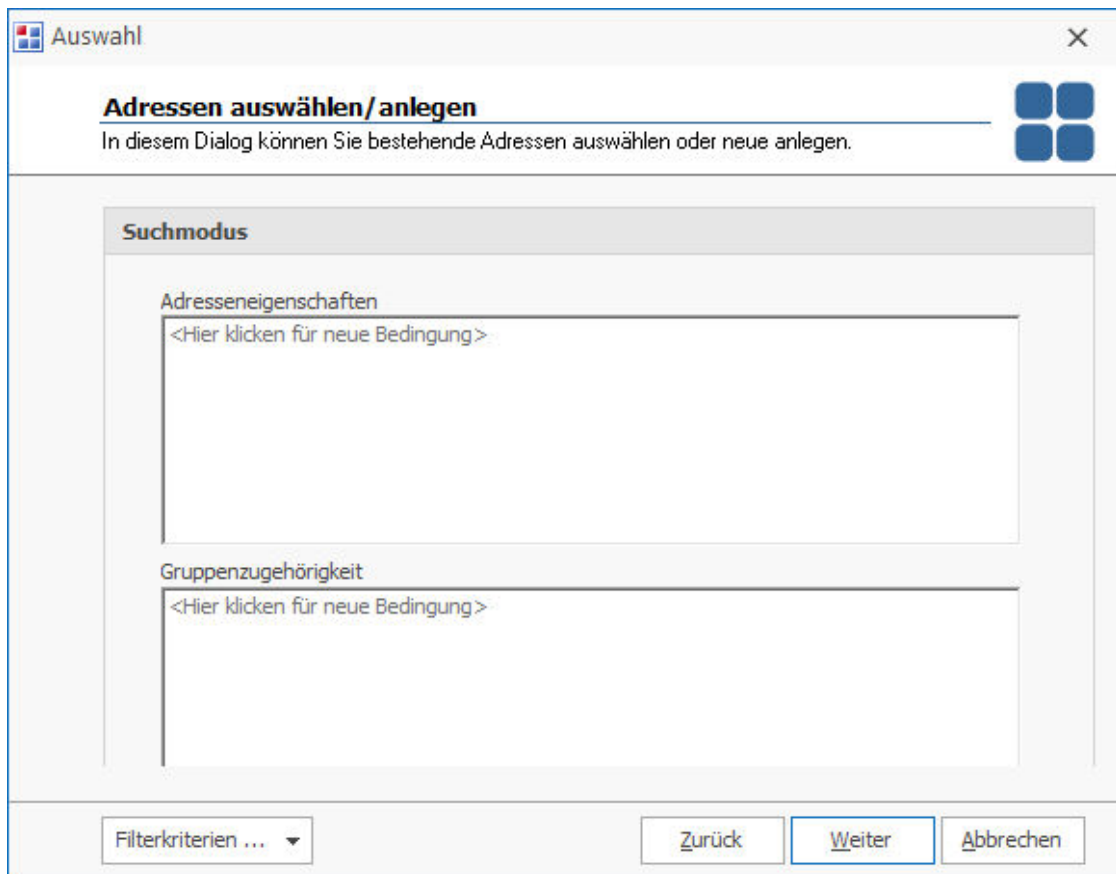 Auswahl
Adressen auswählen/anlegen
In diesem Dialog können Sie bestehende Adressen auswählen oder neue anlegen.
Suchmodus
Adresseneigenschaften
<Hier klicken für neue Bedingung>
Gruppenzugehörigkeit
<Hier klicken für neue Bedingung>
Filterkriterien ...
Zurück
Weiter
Abbrechen